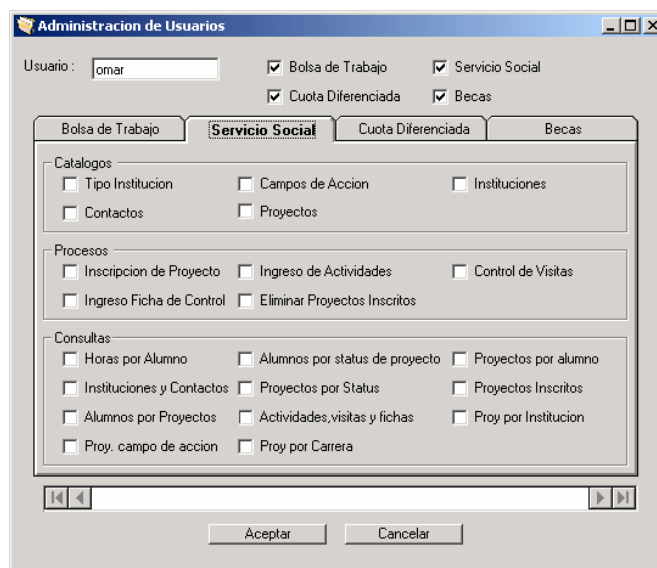 Administracion de Usuarios
Usuario : omar Bolsa de Trabajo Servicio Social
Cuota Diferenciada Becas
Bolsa de Trabajo Servicio Social Cuota Diferenciada Becas
Catalogos
Tipo Institucion Campos de Accion Instituciones
Contactos Proyectos
Procesos
Inscripcion de Proyecto Ingreso de Actividades Control de Visitas
Ingreso Ficha de Control Eliminar Proyectos Inscritos
Consultas
Horas por Alumno Alumnos por status de proyecto Proyectos por alumno
Instituciones y Contactos Proyectos por Status Proyectos Inscritos
Alumnos por Proyectos Actividades,visitas y fichas Proy por Institucion
Proy. campo de accion Proy por Carrera
Aceptar Cancelar